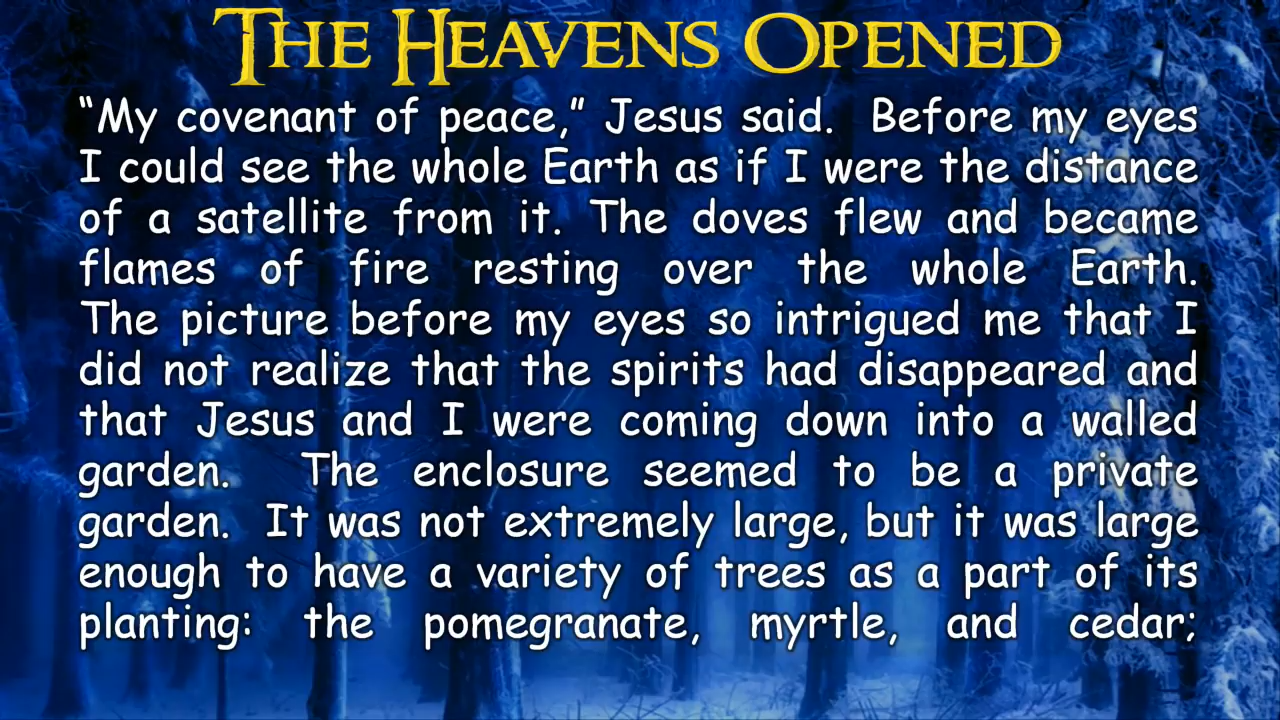 THE HEAVENS OPENED
“My covenant of peace,” Jesus said.  Before my eyes
I could see the whole Earth as if I were the distance
of a satellite from it. The doves flew and became
flames of fire resting over the whole Earth.
The picture before my eyes so intrigued me that I
did not realize that the spirits had disappeared and
that Jesus and I were coming down into a walled
garden.  The enclosure seemed to be a private
garden.  It was not extremely large, but it was large
enough to have a variety of trees as a part of its
planting: the pomegranate, myrtle, and cedar;